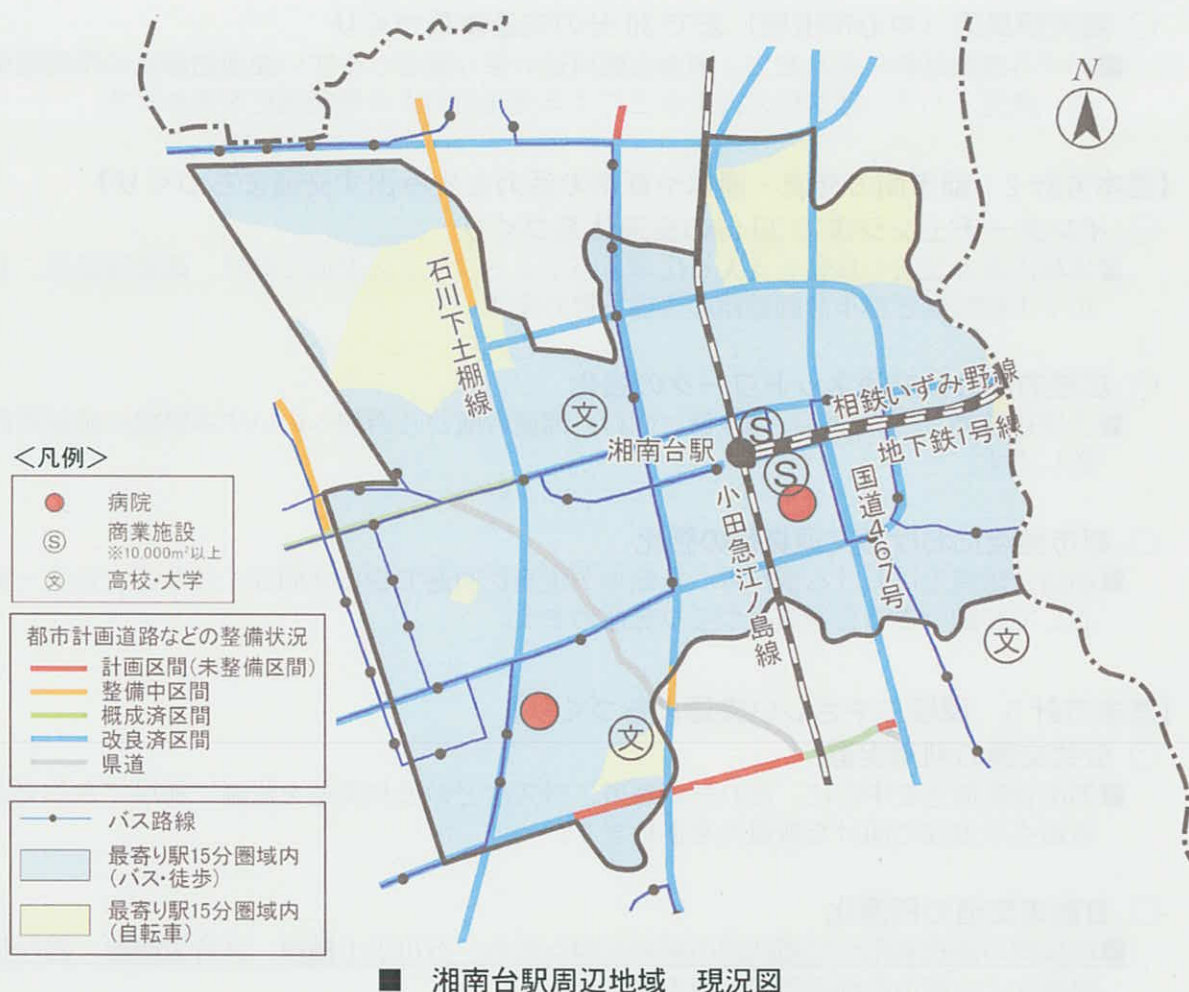 N
石川下土棚線
文
S
相鉄いずみ野線
湘南台駅
地下鉄1号線
S
小田急江ノ島線
国道467号
文
文
<凡例>
病院
S 商業施設
※10,000㎡以上
文 高校・大学
都市計画道路などの整備状況
計画区間(未整備区間)
整備中区間
概成済区間
改良済区間
県道
バス路線
最寄り駅15分圏域内
(バス・徒歩)
最寄り駅15分圏域内
(自転車)
■ 湘南台駅周辺地域 現況図